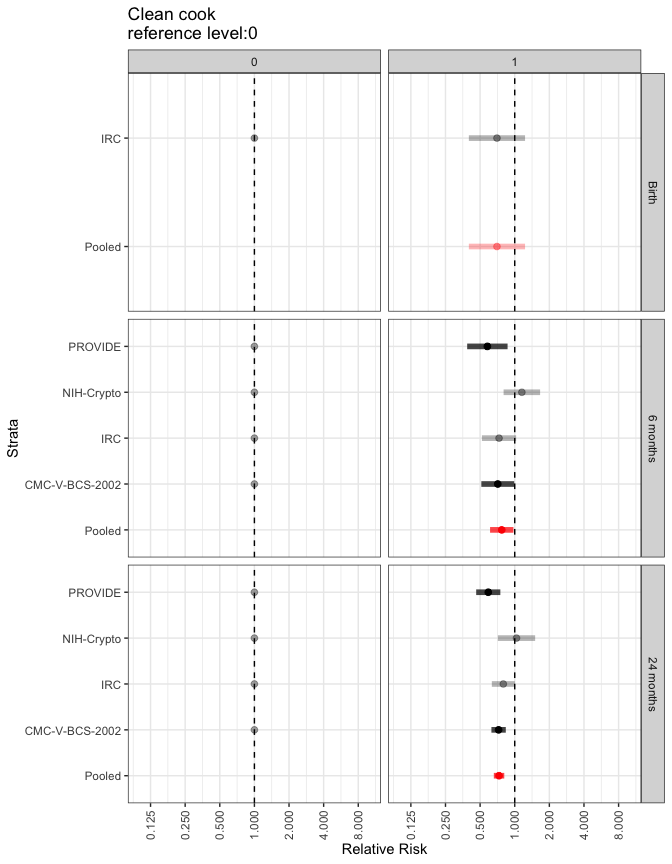 Clean cook
reference level:0
0
1
IRC
Pooled
Birth
PROVIDE
NIH-Crypto
IRC
CMC-V-BCS-2002
Pooled
6 months
PROVIDE
NIH-Crypto
IRC
CMC-V-BCS-2002
Pooled
24 months
Strata
0.125
0.250
0.500
1.000
2.000
4.000
8.000
0.125
0.250
0.500
1.000
2.000
4.000
8.000
Relative Risk